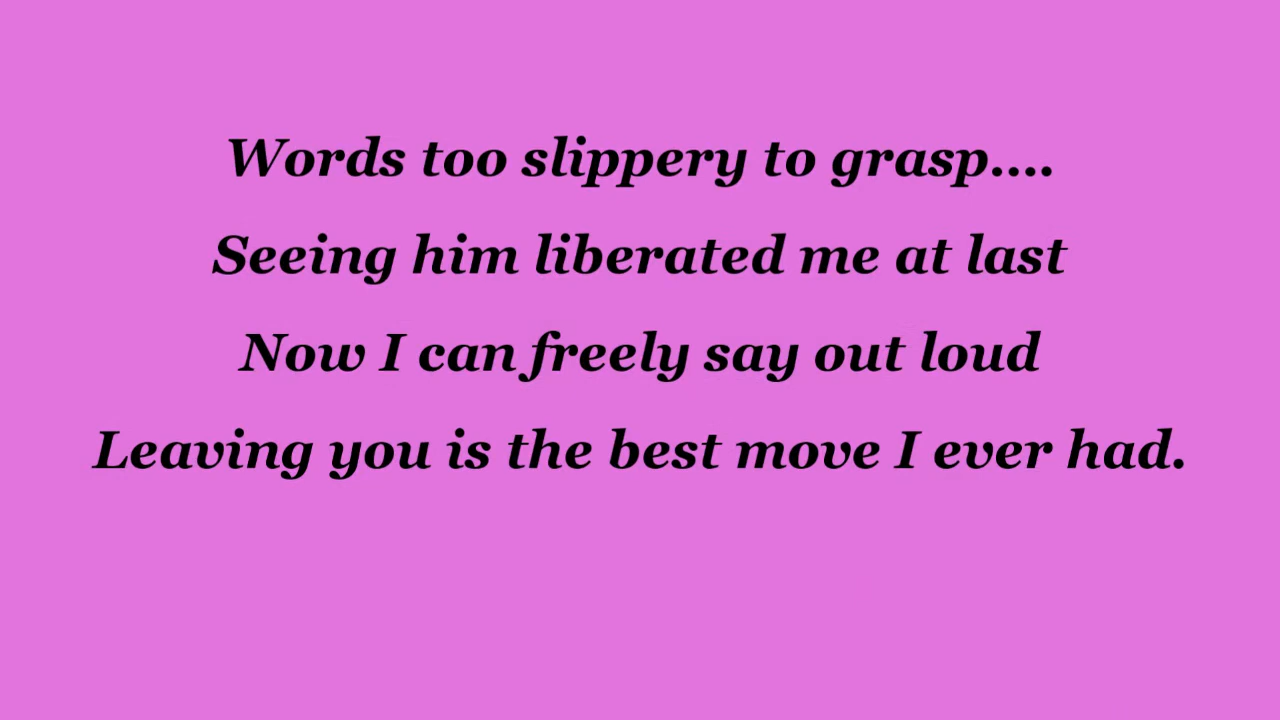 Words too slippery to grasp....
Seeing him liberated me at last
Now I can freely say out loud
Leaving you is the best move I ever had.